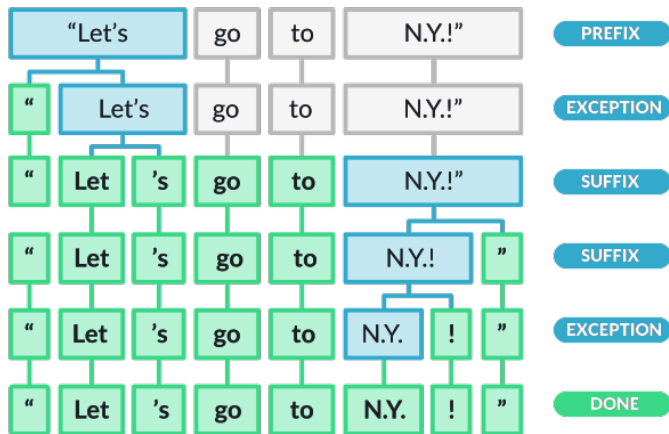 “Let’s go to N.Y.!” PREFIX
“ Let’s go to N.Y.!” EXCEPTION
“ Let ’s go to N.Y.!” SUFFIX
“ Let ’s go to N.Y.! ” SUFFIX
“ Let ’s go to N.Y. ! ” EXCEPTION
“ Let ’s go to N.Y. ! ” DONE